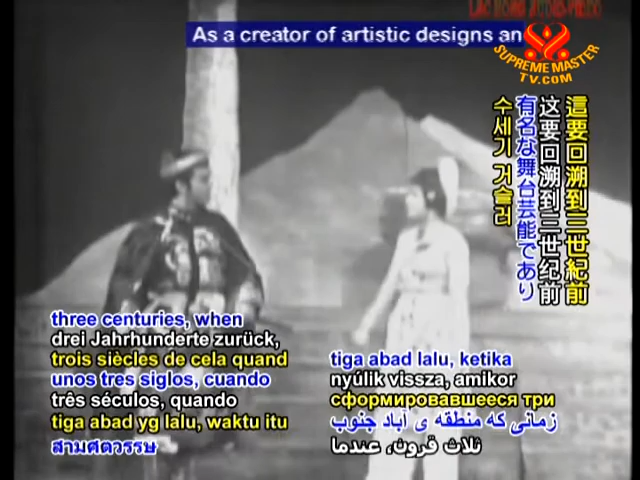 LAC HONG AUDIO-VIDEO
As a creator of artistic designs an
SUPREME MASTER
TV.COM
這要回溯到三世紀前
这要回溯到三世纪前
有名な舞台芸能であり
수세기 거슬러
three centuries, when
drei Jahrhunderte zurück,
trois siècles de cela quand
unos tres siglos, cuando
três séculos, quando
tiga abad yg lalu, waktu itu
สามศตวรรษ
tiga abad lalu, ketika
nyúlik vissza, amikor
сформировавшееся три
زمانی که منطقه ی آباد جنوب
ثلاث قرون، عندما